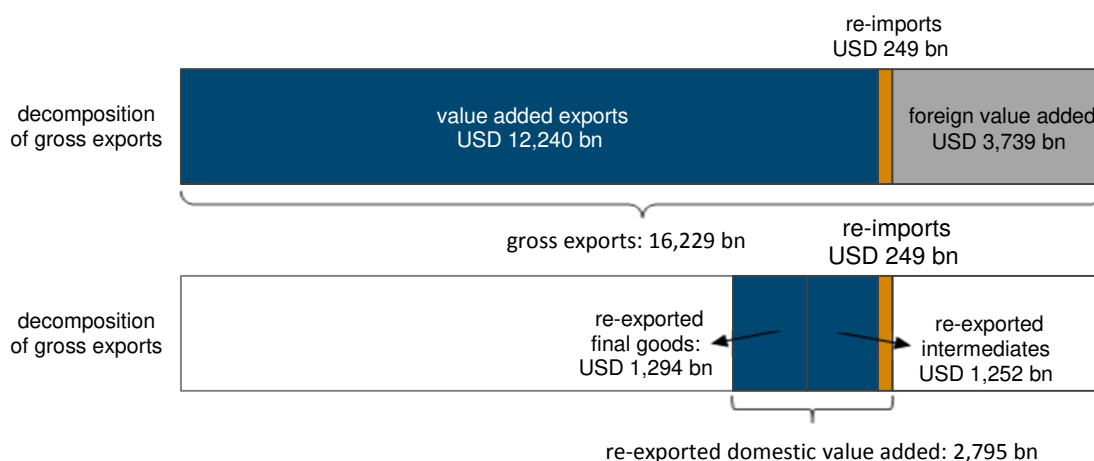 re-imports
USD 249 bn
decomposition
of gross exports
value added exports
USD 12,240 bn
foreign value added
USD 3,739 bn
gross exports: 16,229 bn
re-imports
USD 249 bn
decomposition
of gross exports
re-exported
final goods:
USD 1,294 bn
re-exported
intermediates
USD 1,252 bn
re-exported domestic value added: 2,795 bn